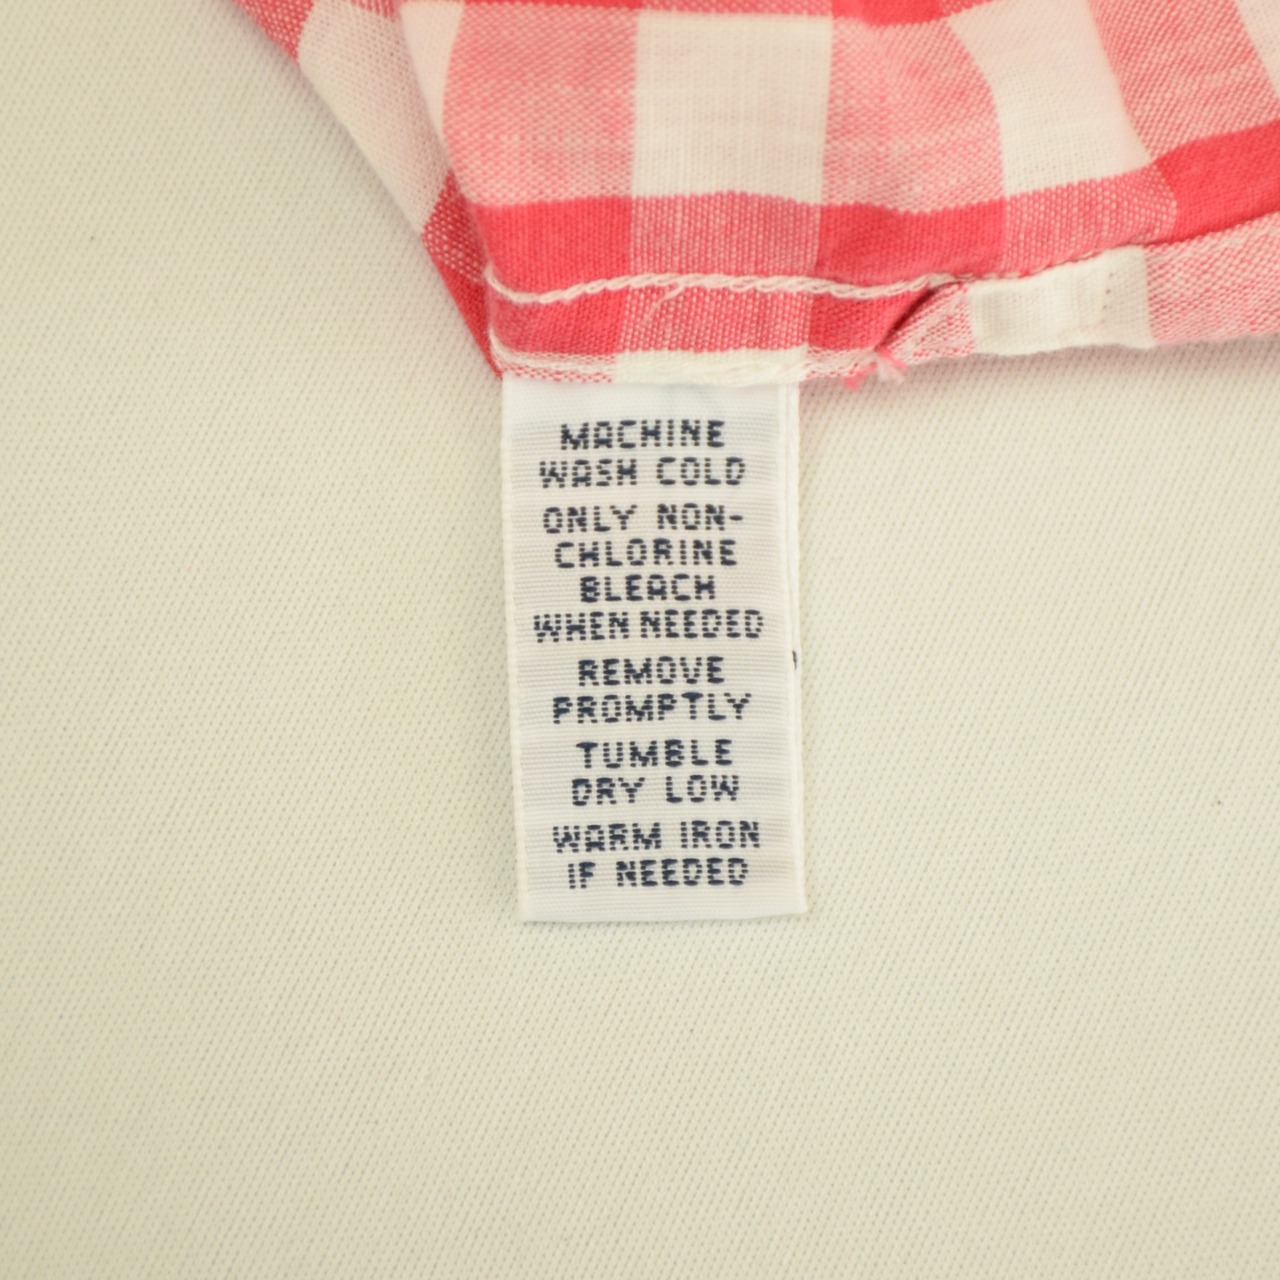 MACHINE
WASH COLD
ONLY NON-
CHLORINE
BLEACH
WHEN NEEDED
REMOVE
PROMPTLY
TUMBLE
DRY LOW
WARM IRON
IF NEEDED